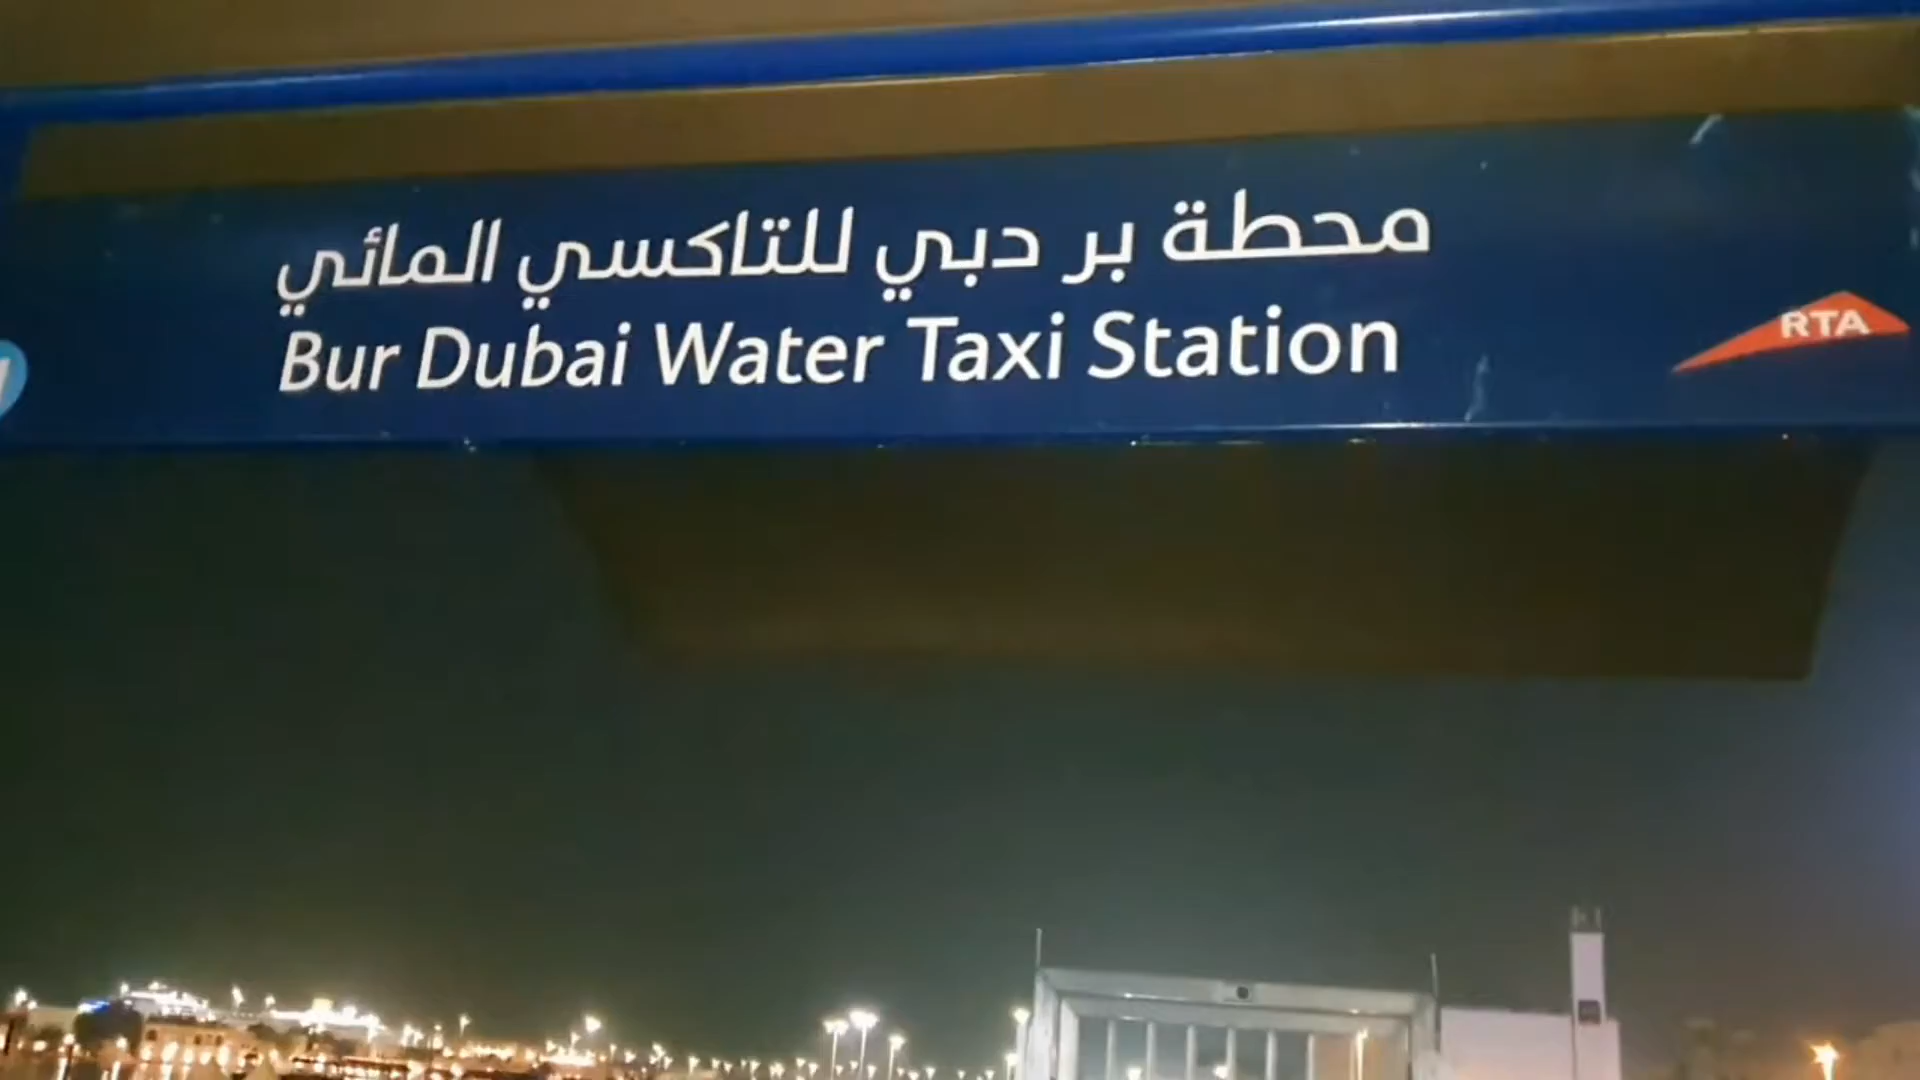 محطة بر دبي للتاكسي المائي
Bur Dubai Water Taxi Station
RTA